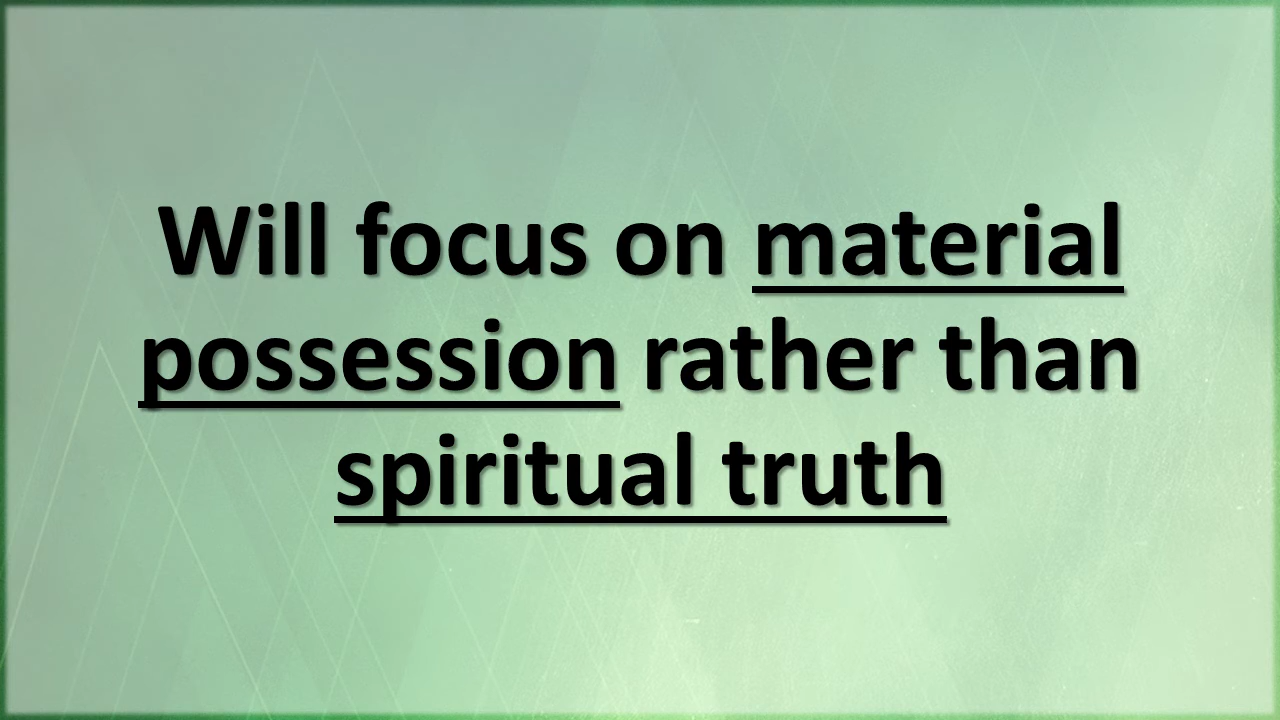 Will focus on material
possession rather than
spiritual truth